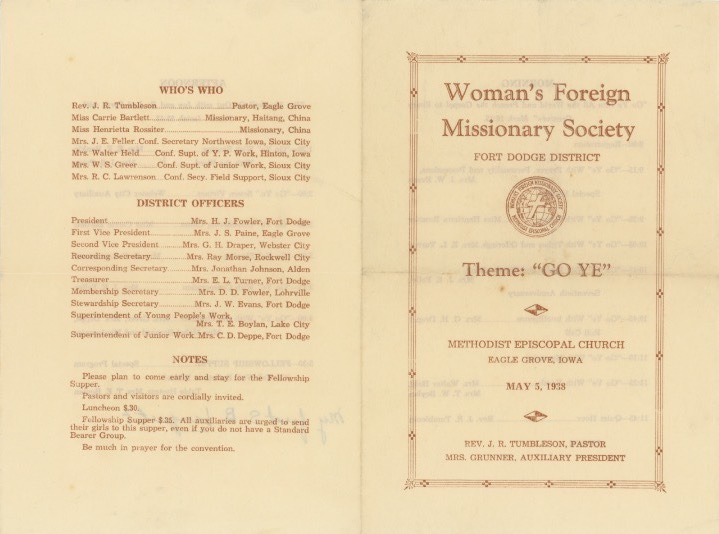 WHO'S WHO
Rev. J. R. Tumbleson Pastor, Eagle Grove
Miss Carrie Bartlett Missionary, Haitang, China
Miss Henrietta Rossiter Missionary, China
Mrs. J. E. Feller Conf. Secretary Northwest Iowa, Sioux City
Mrs. Walter Held Conf. Supt. of Y. P. Work, Hinton, Iowa
Mrs. W. S. Greer Conf. Supt. of Junior Work, Sioux City
Mrs. R. C. Lawrenson Conf. Secy. Field Support, Sioux City
DISTRICT OFFICERS
President Mrs. H. J. Fowler, Fort Dodge
First Vice President Mrs. J. S. Paine, Eagle Grove
Second Vice President Mrs. G. H. Draper, Webster City
Recording Secretary Mrs. Ray Morse, Rockwell City
Corresponding Secretary Mrs. Jonathan Johnson, Alden
Treasurer Mrs. E. L. Turner, Fort Dodge
Membership Secretary Mrs. D. D. Fowler, Lohrville
Stewardship Secretary Mrs. J. W. Evans, Fort Dodge
Superintendent of Young People's Work,
Mrs. T. E. Boylan, Lake City
Superintendent of Junior Work Mrs. C. D. Deppe, Fort Dodge
NOTES
Please plan to come early and stay for the Fellowship
Supper.
Pastors and visitors are cordially invited.
Luncheon $.30.
Fellowship Supper $.35. All auxiliaries are urged to send
their girls to this supper, even if you do not have a Standard
Bearer Group.
Be much in prayer for the convention.
Woman's Foreign
Missionary Society
FORT DODGE DISTRICT
WOMAN'S FOREIGN MISSIONARY SOCIETY
METHODIST EPISCOPAL CHURCH
Theme: "GO YE"
METHODIST EPISCOPAL CHURCH
EAGLE GROVE, IOWA
MAY 5, 1938
REV. J. R. TUMBLESON, PASTOR
MRS. GRUNNER, AUXILIARY PRESIDENT